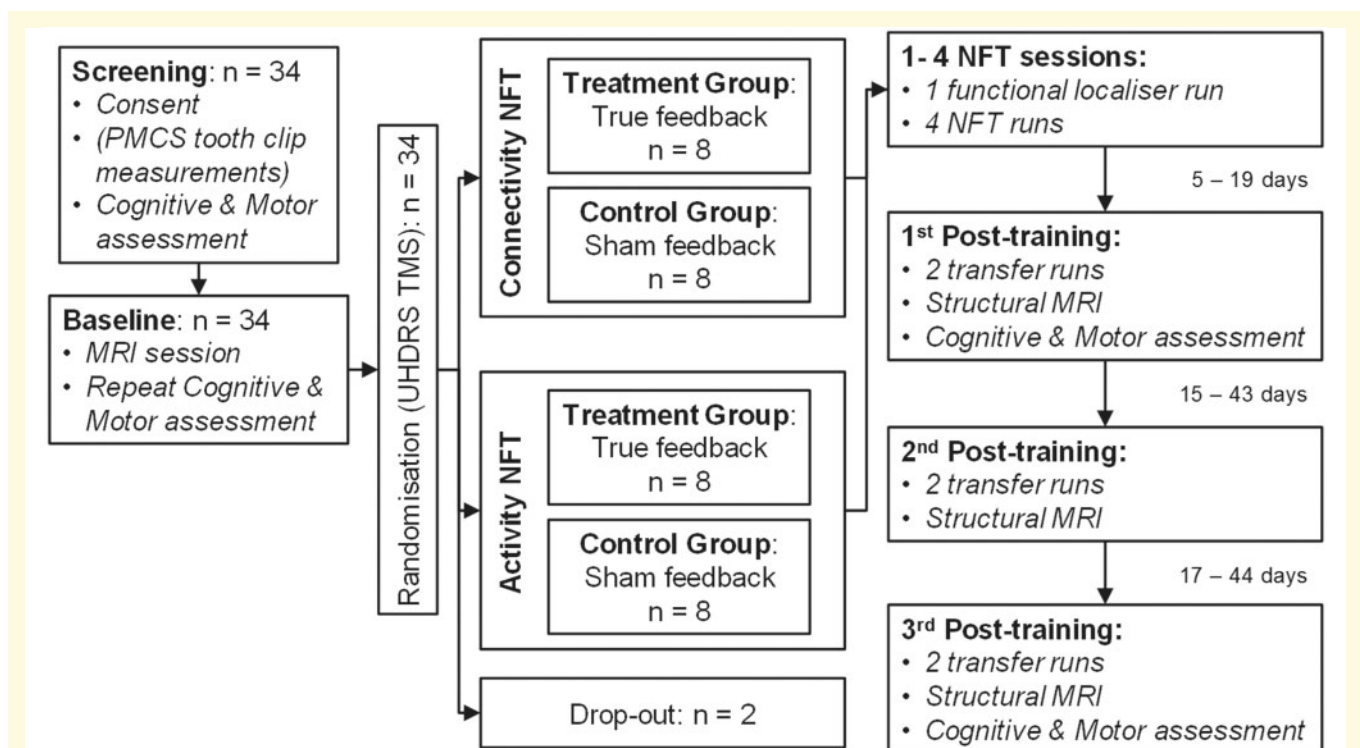 Screening: n = 34
• Consent
• (PMCS tooth clip
measurements)
• Cognitive & Motor
assessment
Baseline: n = 34
• MRI session
• Repeat Cognitive &
Motor assessment
Randomisation (UHDRS TMS): n = 34
Connectivity NFT
Treatment Group:
True feedback
n = 8
Control Group:
Sham feedback
n = 8
Activity NFT
Treatment Group:
True feedback
n = 8
Control Group:
Sham feedback
n = 8
Drop-out: n = 2
1- 4 NFT sessions:
• 1 functional localiser run
• 4 NFT runs
5 – 19 days
1st Post-training:
• 2 transfer runs
• Structural MRI
• Cognitive & Motor assessment
15 – 43 days
2nd Post-training:
• 2 transfer runs
• Structural MRI
17 – 44 days
3rd Post-training:
• 2 transfer runs
• Structural MRI
• Cognitive & Motor assessment